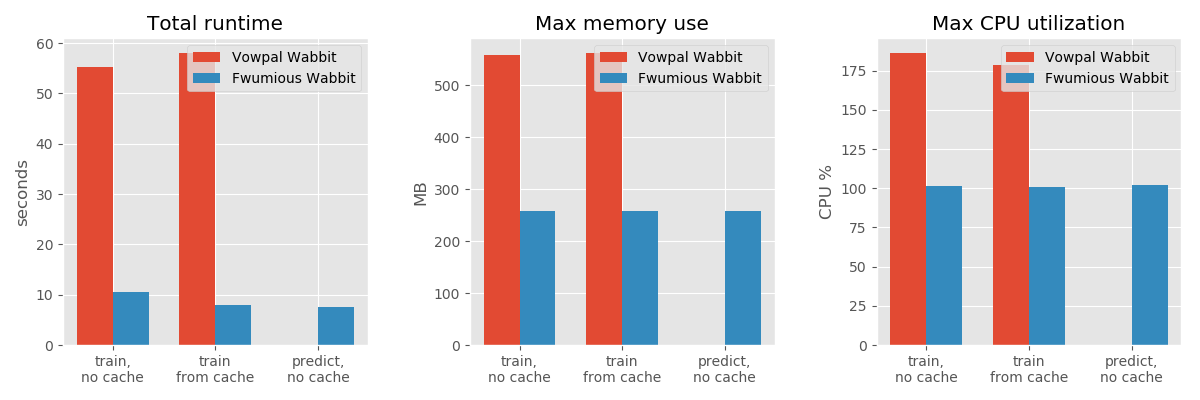 Total runtime
Vowpal Wabbit
Fwumious Wabbit
seconds
60
50
40
30
20
10
0
train,
no cache
train
from cache
predict,
no cache
Max memory use
Vowpal Wabbit
Fwumious Wabbit
MB
500
400
300
200
100
0
train,
no cache
train
from cache
predict,
no cache
Max CPU utilization
Vowpal Wabbit
Fwumious Wabbit
CPU %
175
150
125
100
75
50
25
0
train,
no cache
train
from cache
predict,
no cache